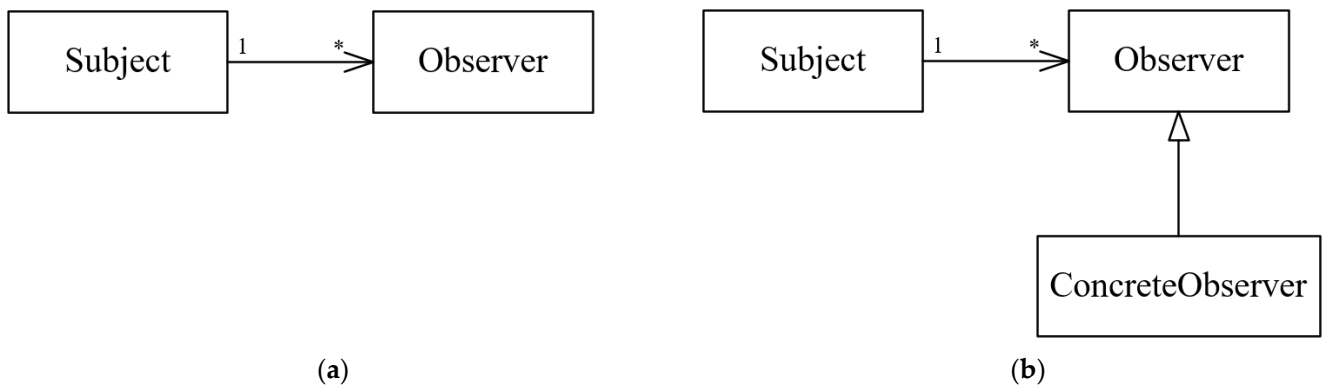 Subject 1 * Observer
Subject 1 * Observer
ConcreteObserver
(a)
(b)